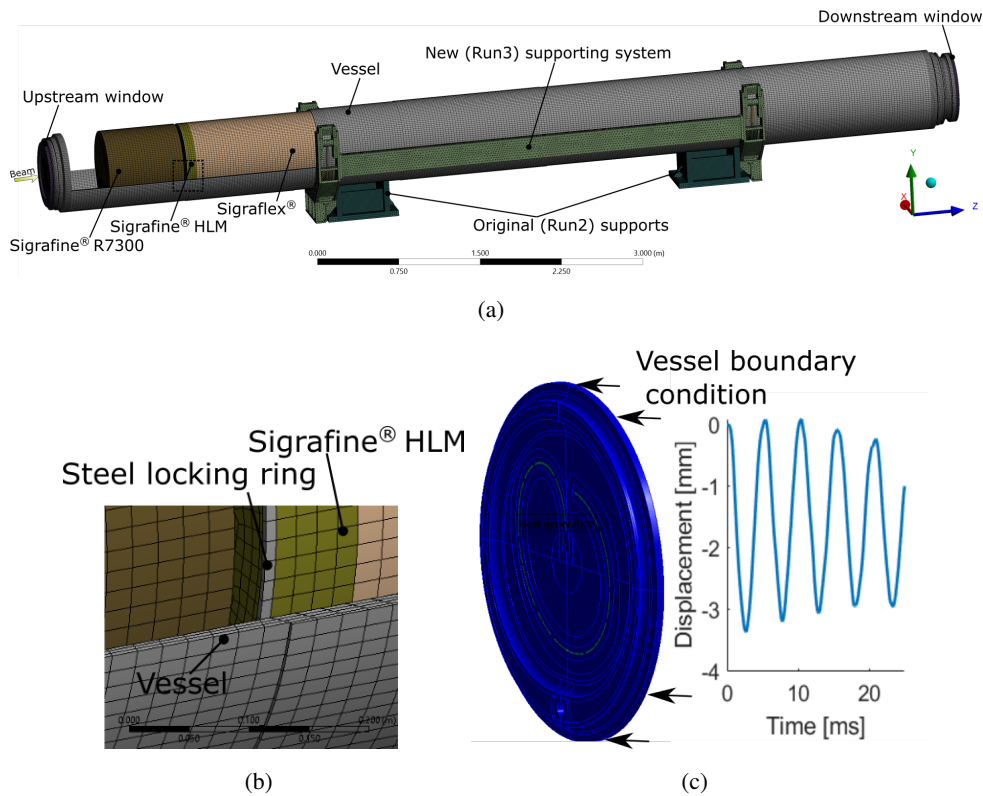 Downstream window
New (Run3) supporting system
Vessel
Upstream window
Beam
Sigraflex®
Sigrafine® HLM
Sigrafine® R7300
Original (Run2) supports
Y
X
Z
0.000 1.500 3.000 (m)
0.750 2.250
(a)
Vessel boundary
condition
Sigrafine® HLM
Steel locking ring
Vessel
0.000 0.100 0.200 (m)
0.050 0.150
Displacement [mm]
0
-1
-2
-3
-4
0 10 20
Time [ms]
(b) (c)